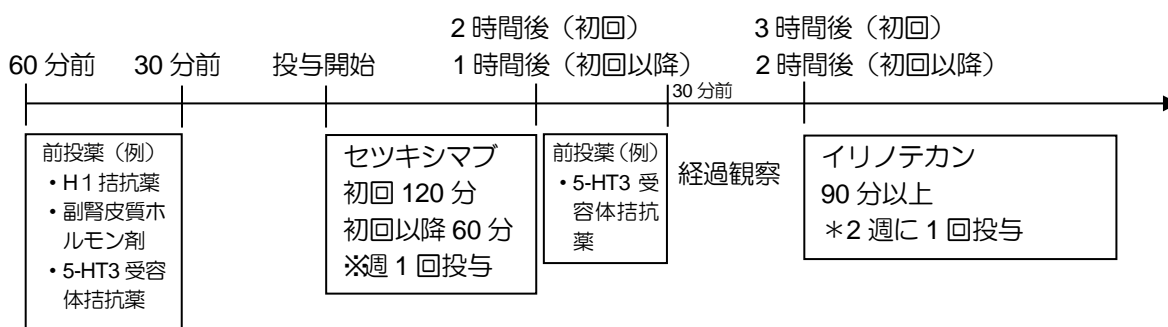 2 時間後（初回）
3 時間後（初回）
60 分前
30 分前
投与開始
1 時間後（初回以降）
2 時間後（初回以降）
30 分前
前投薬（例）
・H1 拮抗薬
・副腎皮質ホ
ルモン剤
・5-HT3 受容
体拮抗薬
セツキシマブ
初回 120 分
初回以降 60 分
※週 1 回投与
前投薬（例）
・5-HT3 受
容体拮抗
薬
経過観察
イリノテカン
90 分以上
＊2 週に 1 回投与